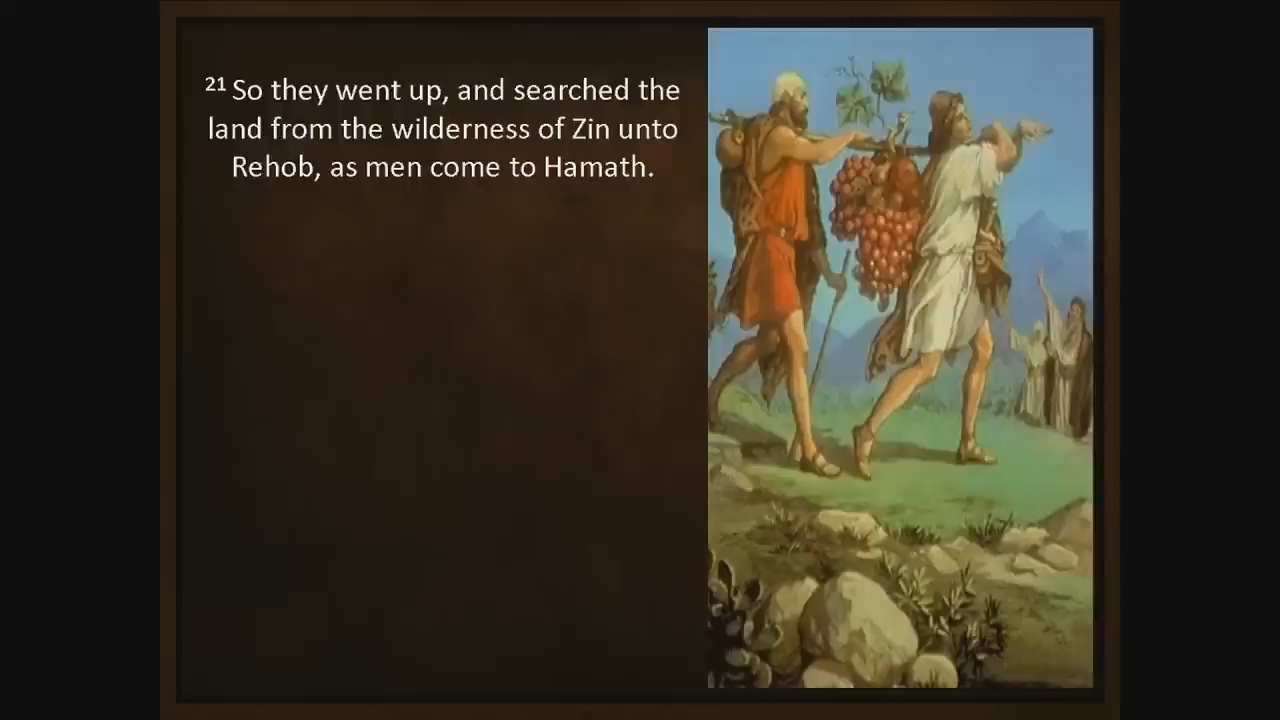 21 So they went up, and searched the
land from the wilderness of Zin unto
Rehob, as men come to Hamath.